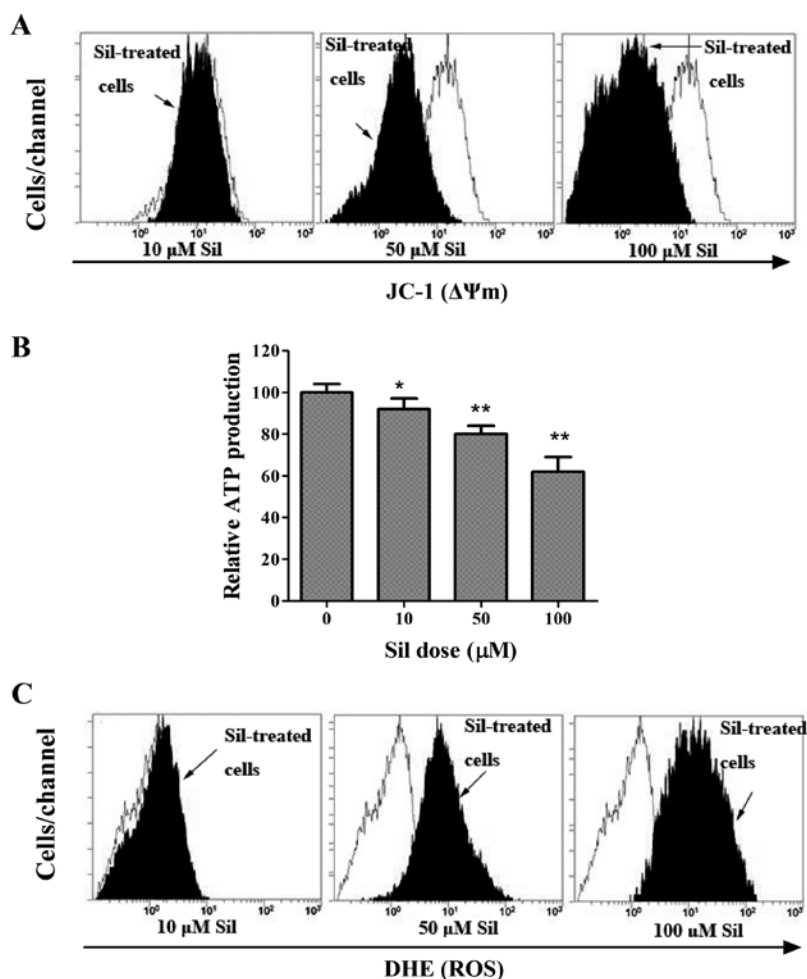 A
Sil-treated
cells
Sil-treated
cells
Sil-treated
cells
Cells/channel
10⁰ 10¹ 10² 10³
10⁰ 10¹ 10² 10³
10⁰ 10¹ 10² 10³
10 µM Sil
50 µM Sil
100 µM Sil
JC-1 (ΔΨm)
B
Relative ATP production
120
100
80
60
40
20
0
*
**
**
0 10 50 100
Sil dose (µM)
C
Sil-treated
cells
Sil-treated
cells
Sil-treated
cells
Cells/channel
10⁰ 10¹ 10² 10³
10⁰ 10¹ 10² 10³
10⁰ 10¹ 10² 10³
10 µM Sil
50 µM Sil
100 µM Sil
DHE (ROS)